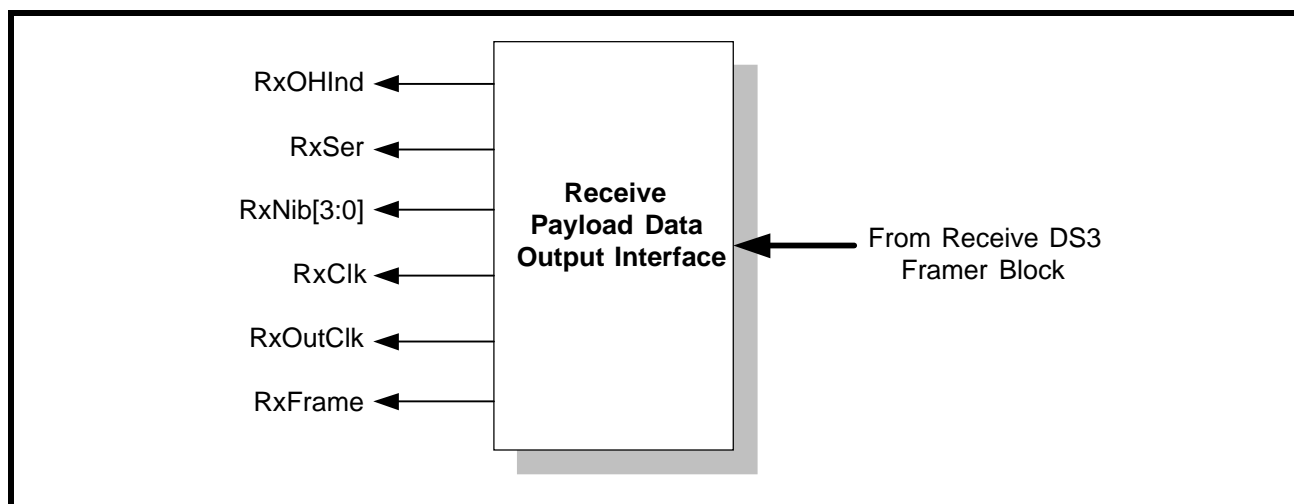 RxOHInd
RxSer
RxNib[3:0]
RxClk
RxOutClk
RxFrame
Receive
Payload Data
Output Interface
From Receive DS3
Framer Block